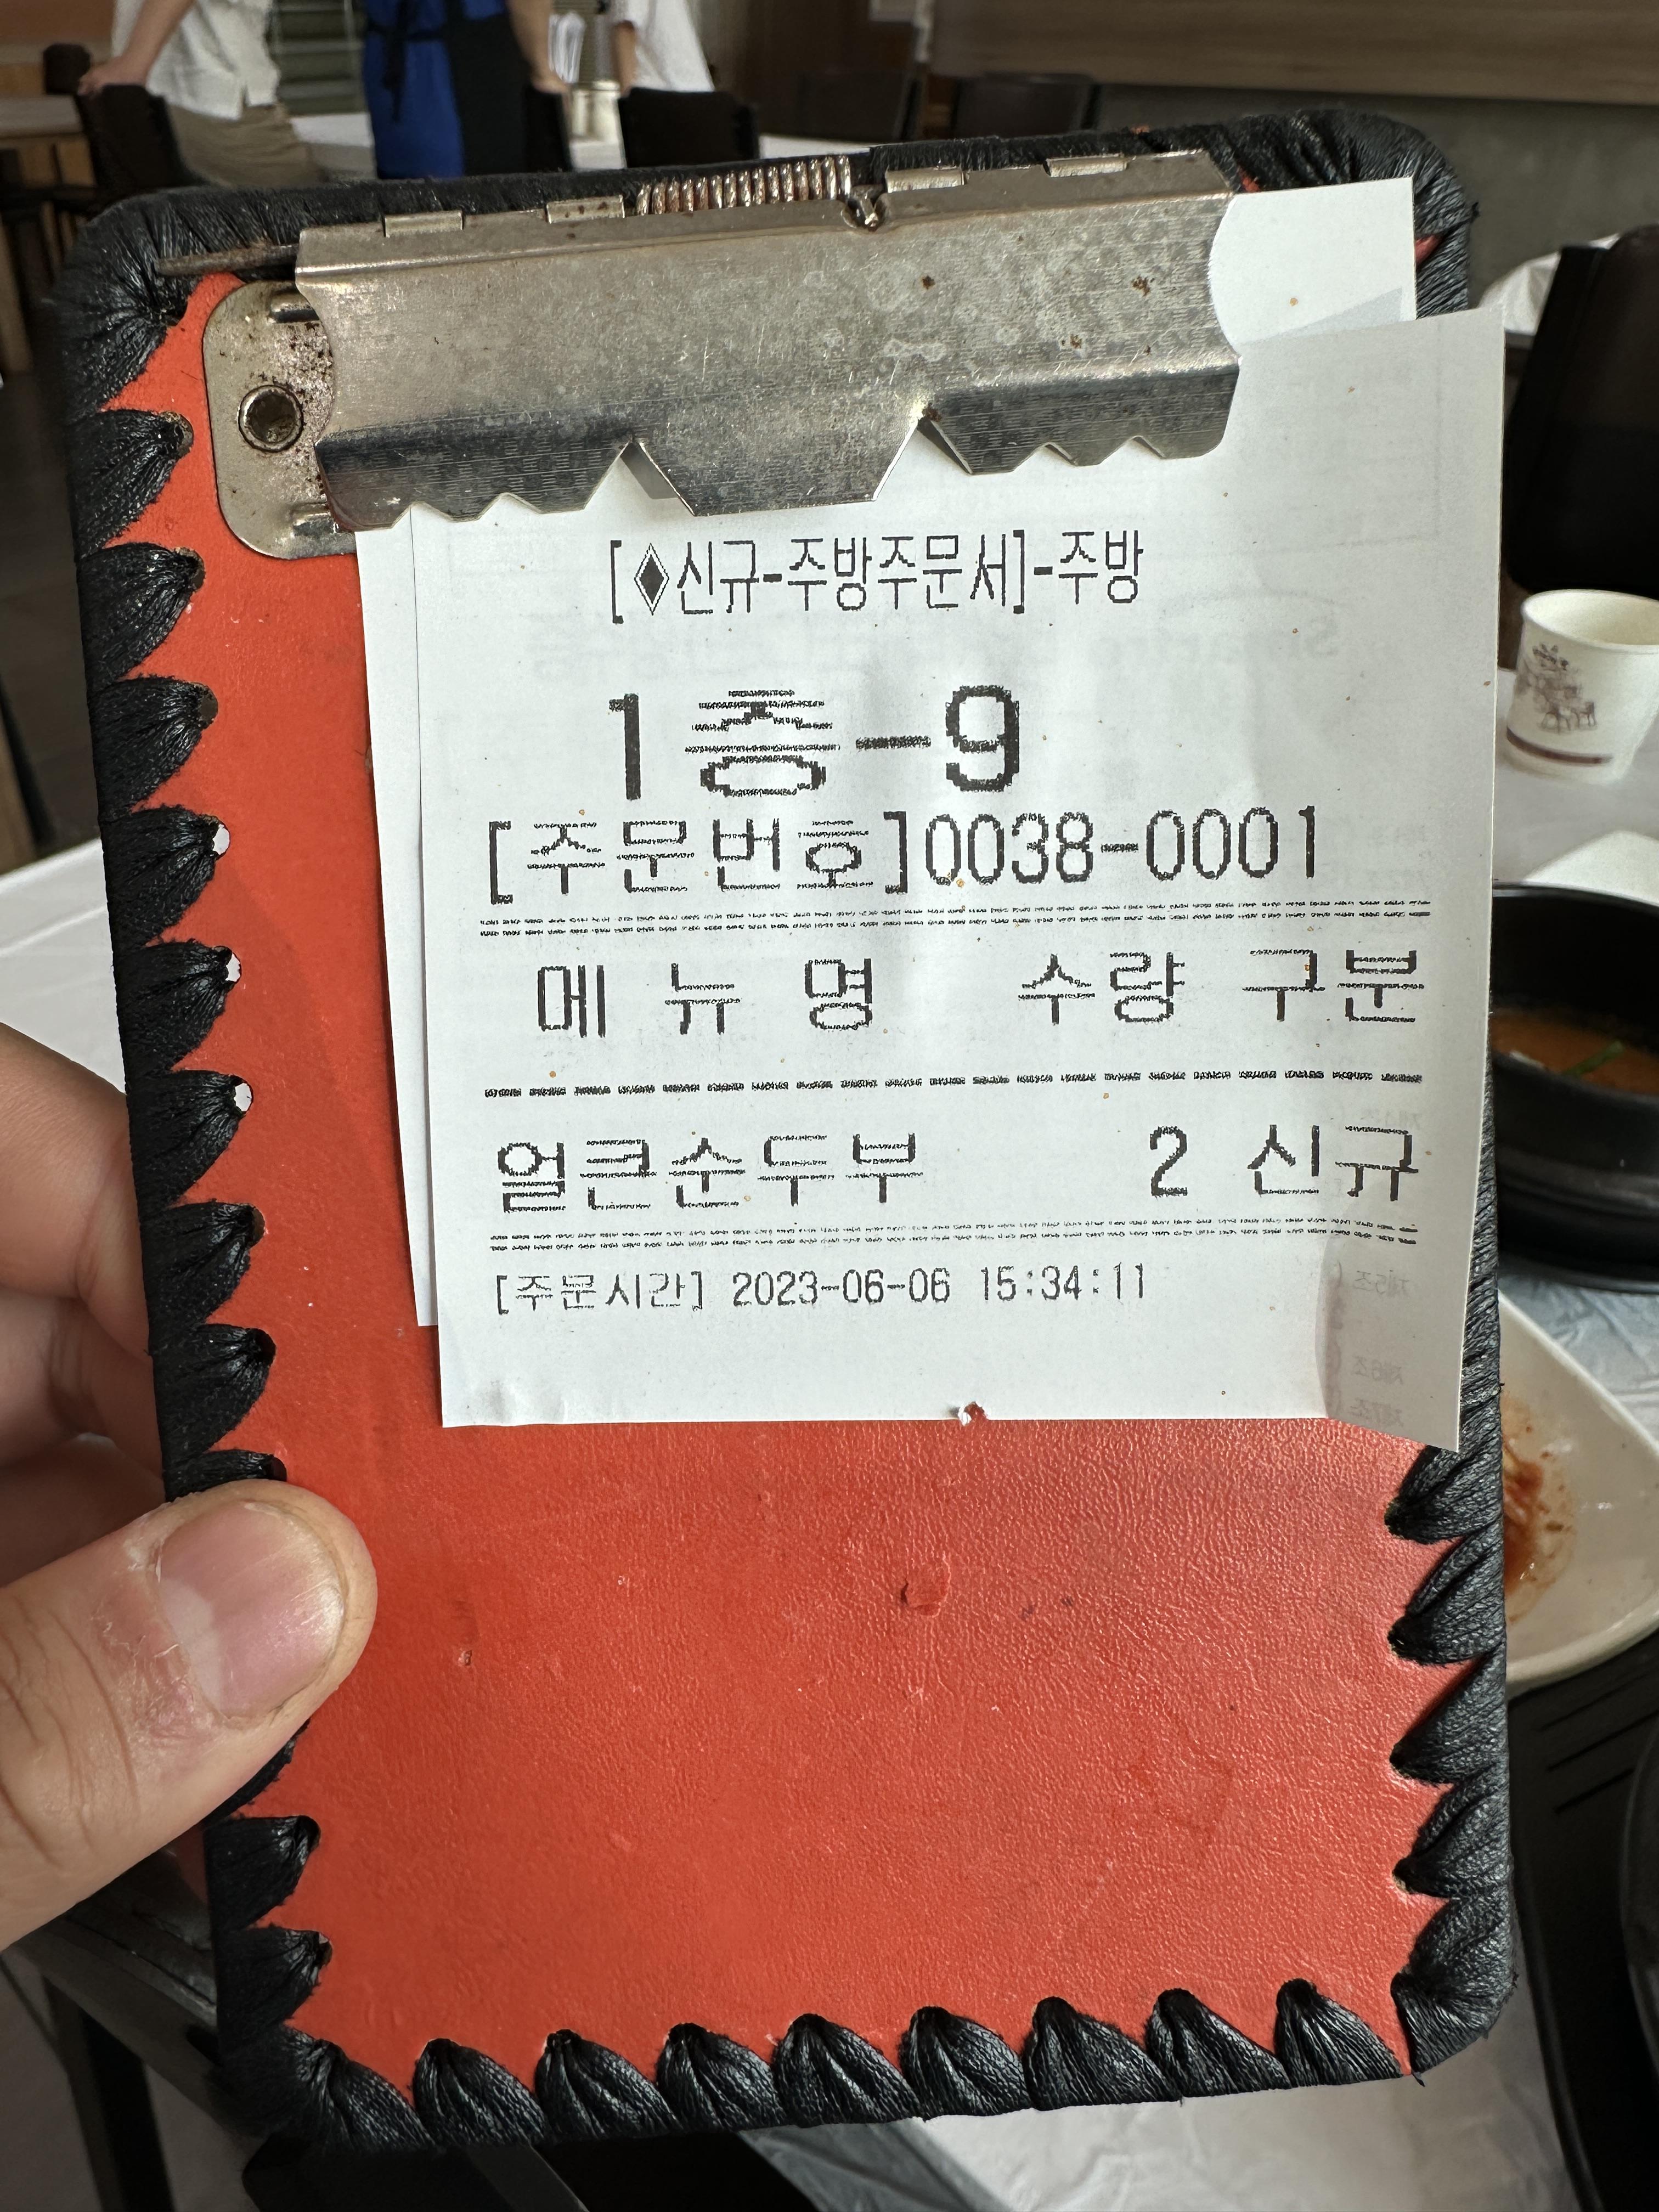 [◈신규-주방주문서]-주방
1층-9
[주문번호]0038-0001
메 뉴 명 수량 구분
얼큰순두부 2 신규
[주문시간] 2023-06-06 15:34:11